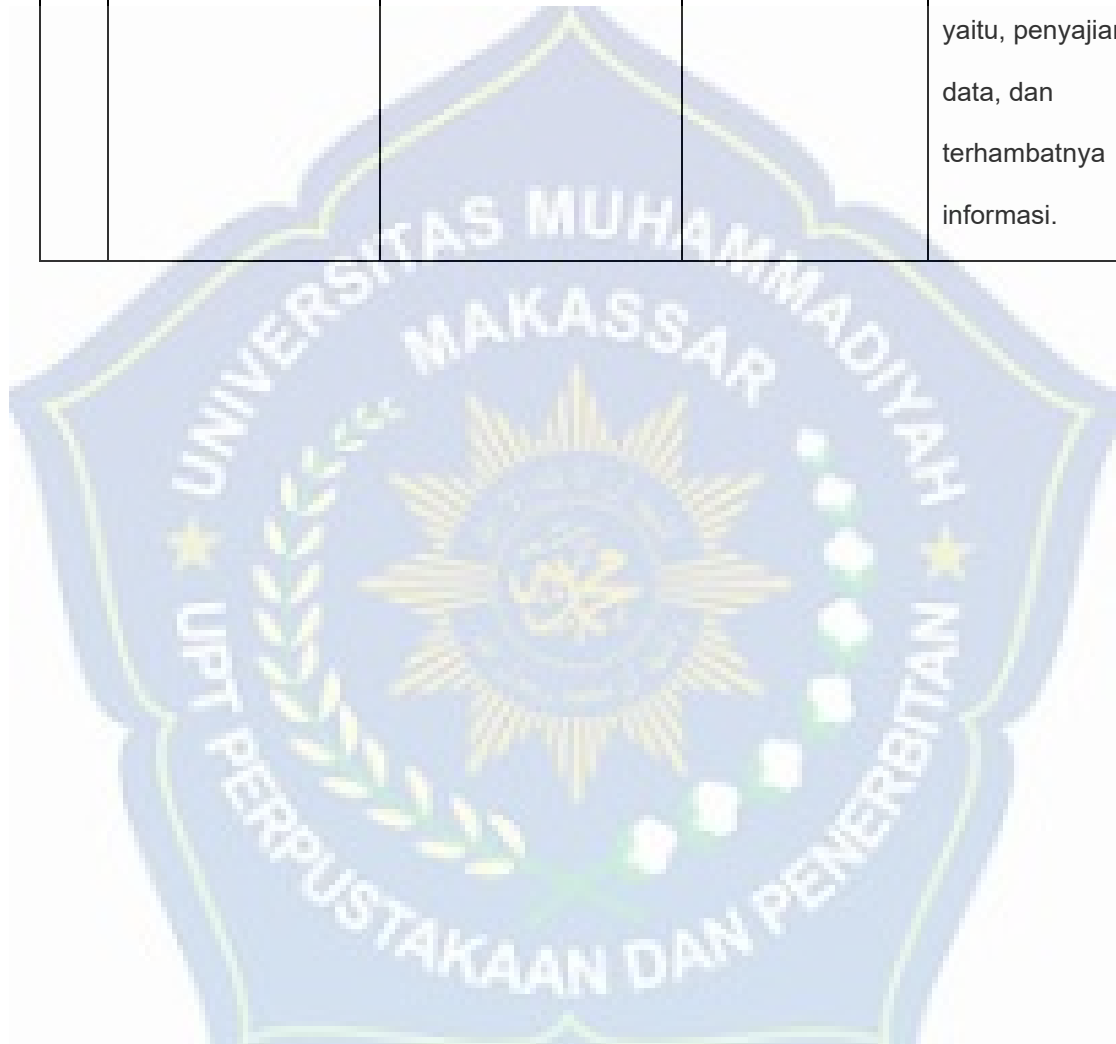 yaitu, penyajian
data, dan
terhambatnya
informasi.
UNIVERSITAS MUHAMMADIYAH
MAKASSAR
UPT PERPUSTAKAAN DAN PENERBITAN